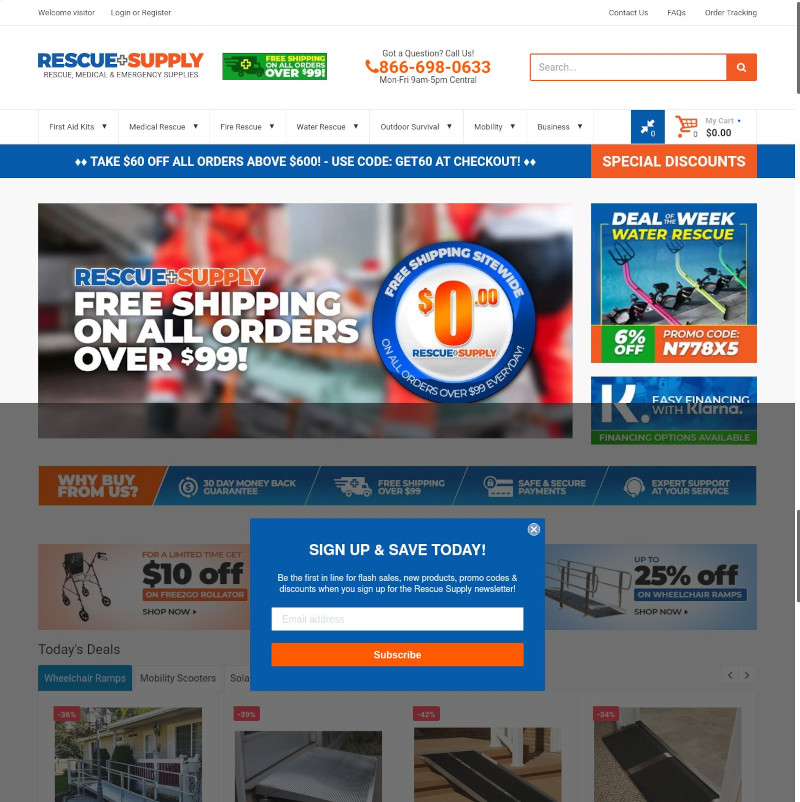 Welcome visitor
Login or Register
Contact Us
FAQs
Order Tracking
RESCUE+SUPPLY
RESCUE, MEDICAL & EMERGENCY SUPPLIES
FREE SHIPPING
ON ALL ORDERS
OVER $99!
Got a Question? Call Us!
866-698-0633
Mon-Fri 9am-5pm Central
Search...
First Aid Kits
Medical Rescue
Fire Rescue
Water Rescue
Outdoor Survival
Mobility
Business
0
0
My Cart
$0.00
♦♦ TAKE $60 OFF ALL ORDERS ABOVE $600! - USE CODE: GET60 AT CHECKOUT! ♦♦
SPECIAL DISCOUNTS
RESCUE+SUPPLY
FREE SHIPPING
ON ALL ORDERS
OVER $99!
FREE SHIPPING SITEWIDE
$0.00
RESCUE+SUPPLY
ON ALL ORDERS OVER $99 EVERYDAY!
DEAL OF THE WEEK
WATER RESCUE
6%
OFF
PROMO CODE:
N778X5
K.
EASY FINANCING
WITH Klarna.
FINANCING OPTIONS AVAILABLE
WHY BUY
FROM US?
30 DAY MONEY BACK
GUARANTEE
FREE SHIPPING
OVER $99
SAFE & SECURE
PAYMENTS
EXPERT SUPPORT
AT YOUR SERVICE
SIGN UP & SAVE TODAY!
Be the first in line for flash sales, new products, promo codes &
discounts when you sign up for the Rescue Supply newsletter!
Email address
Subscribe
FOR A LIMITED TIME GET
$10 off
ON FREE2GO ROLLATOR
SHOP NOW
UP TO
25% off
ON WHEELCHAIR RAMPS
SHOP NOW
Today's Deals
Wheelchair Ramps
Mobility Scooters
Sola
-36%
-39%
-42%
-34%